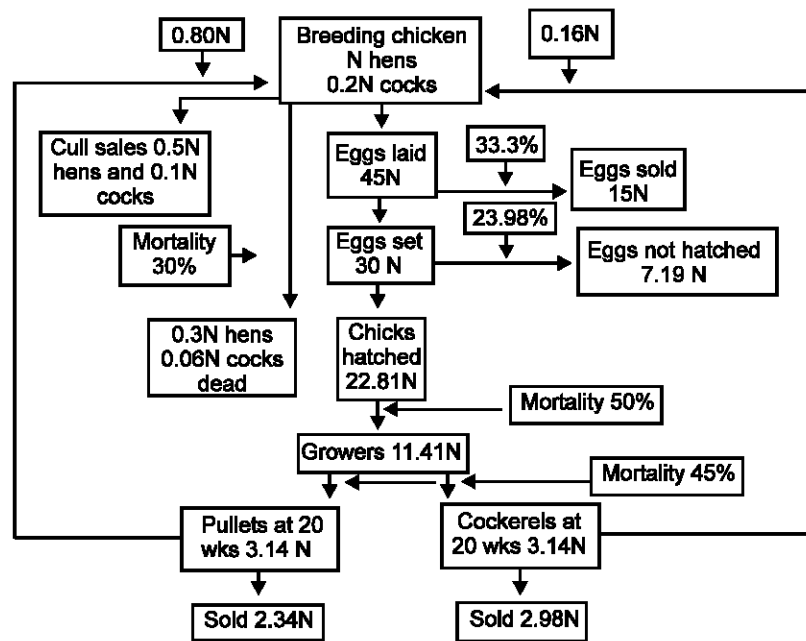 0.80N
Breeding chicken
N hens
0.2N cocks
0.16N
Cull sales 0.5N
hens and 0.1N
cocks
Eggs laid
45N
33.3%
Eggs sold
15N
Mortality
30%
Eggs set
30 N
23.98%
Eggs not hatched
7.19 N
0.3N hens
0.06N cocks
dead
Chicks
hatched
22.81N
Mortality 50%
Growers 11.41N
Mortality 45%
Pullets at 20
wks 3.14 N
Cockerels at
20 wks 3.14N
Sold 2.34N
Sold 2.98N